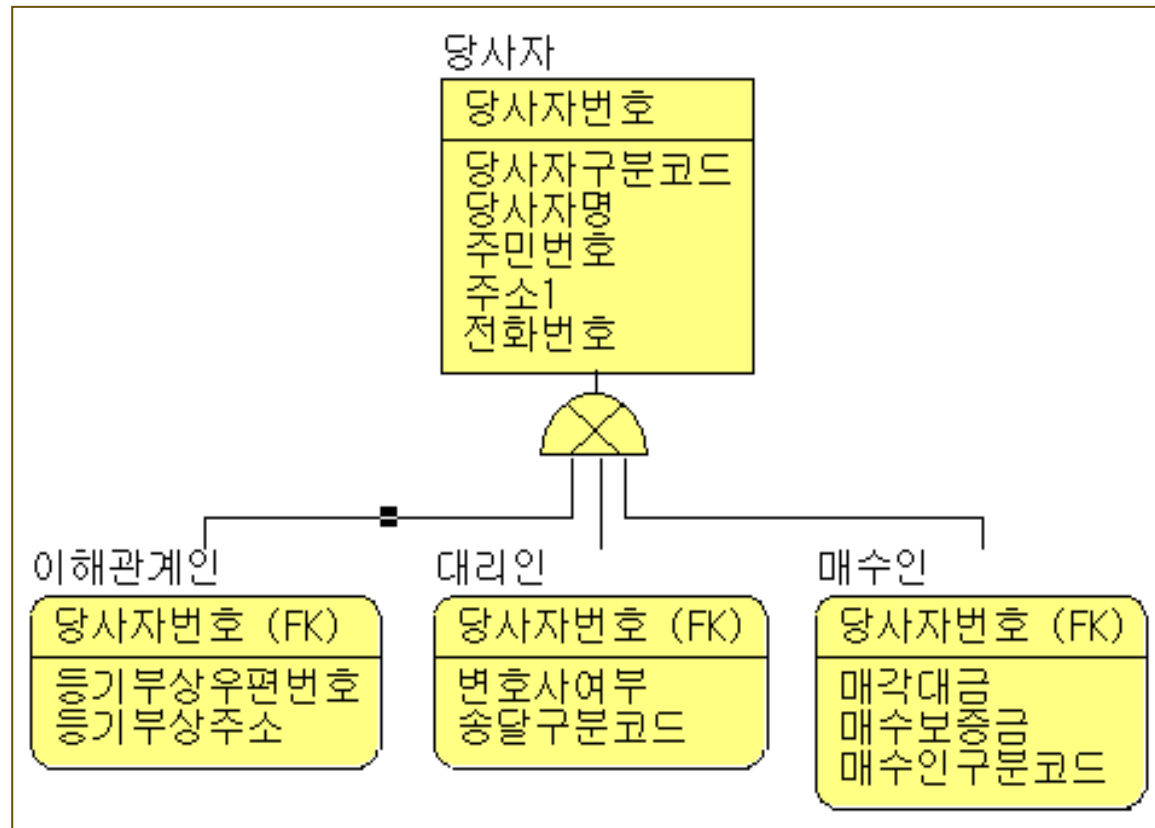 당사자
당사자번호
당사자구분코드
당사자명
주민번호
주소1
전화번호
이해관계인
당사자번호 (FK)
등기부상우편번호
등기부상주소
대리인
당사자번호 (FK)
변호사여부
송달구분코드
매수인
당사자번호 (FK)
매각대금
매수보증금
매수인구분코드